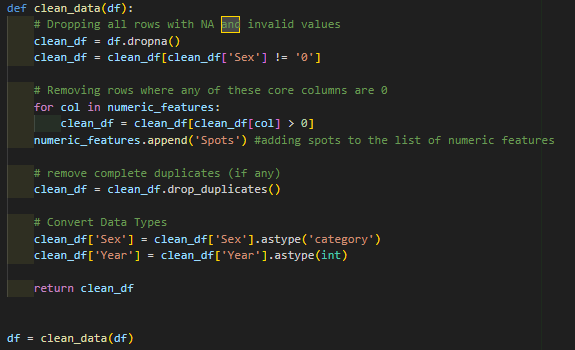 def clean_data(df):
    # Dropping all rows with NA and invalid values
    clean_df = df.dropna()
    clean_df = clean_df[clean_df['Sex'] != '0']

    # Removing rows where any of these core columns are 0
    for col in numeric_features:
        clean_df = clean_df[clean_df[col] > 0]
    numeric_features.append('Spots') #adding spots to the list of numeric features

    # remove complete duplicates (if any)
    clean_df = clean_df.drop_duplicates()

    # Convert Data Types
    clean_df['Sex'] = clean_df['Sex'].astype('category')
    clean_df['Year'] = clean_df['Year'].astype(int)

    return clean_df


df = clean_data(df)